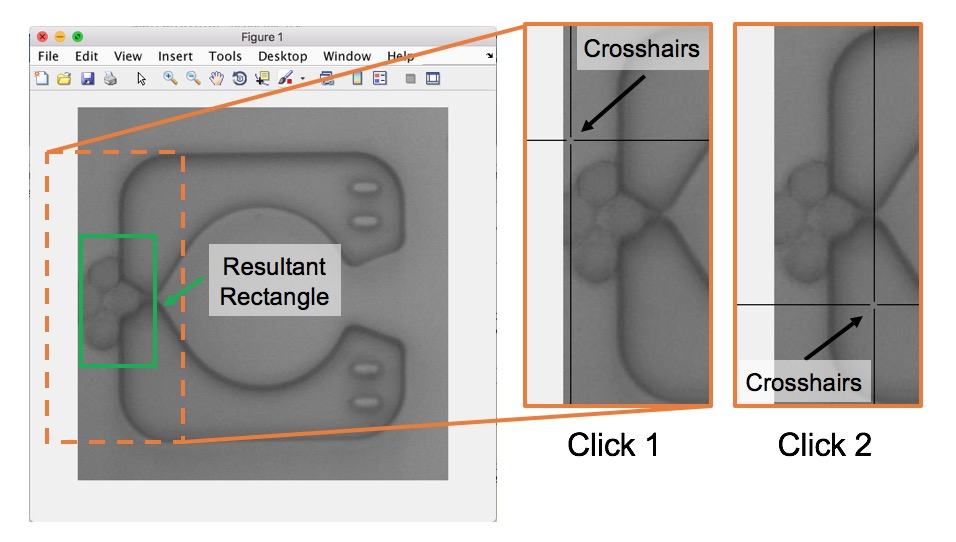 Figure 1
File Edit View Insert Tools Desktop Window Help
Resultant
Rectangle
Crosshairs
Crosshairs
Click 1
Click 2